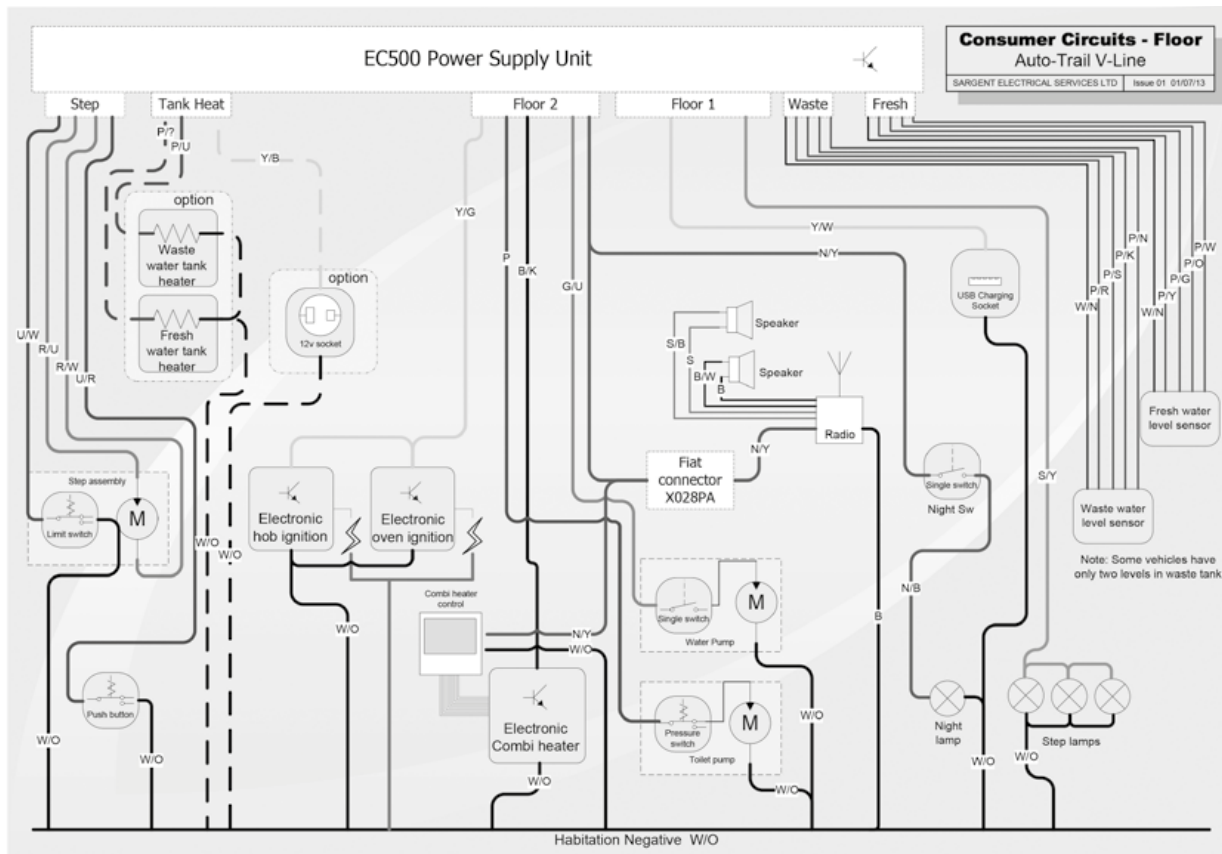 EC500 Power Supply Unit
Consumer Circuits - Floor
Auto-Trail V-Line
SARGENT ELECTRICAL SERVICES LTD
Issue 01 01/07/13
Step
Tank Heat
Floor 2
Floor 1
Waste
Fresh
P/?
P/U
Y/B
option
Waste
water tank
heater
Fresh
water tank
heater
option
12v socket
U/W
R/U
R/W
U/R
Y/G
P
B/K
G/U
Y/W
N/Y
S/B
S
B/W
B
Speaker
Speaker
Radio
N/Y
Fiat
connector
X028PA
USB Charging
Socket
W/N
P/R
P/S
P/K
P/N
W/N
P/Y
P/G
P/O
P/W
Fresh water
level sensor
Waste water
level sensor
Note: Some vehicles have
only two levels in waste tank
Step assembly
Limit switch
M
Electronic
hob ignition
Electronic
oven ignition
W/O
W/O
W/O
Combi heater
control
N/Y
W/O
Electronic
Combi heater
W/O
Single switch
M
Water Pump
Pressure
switch
M
Toilet pump
W/O
W/O
B
Single switch
Night Sw
N/B
S/Y
Night
lamp
Step lamps
W/O
W/O
Push button
W/O
W/O
Habitation Negative W/O